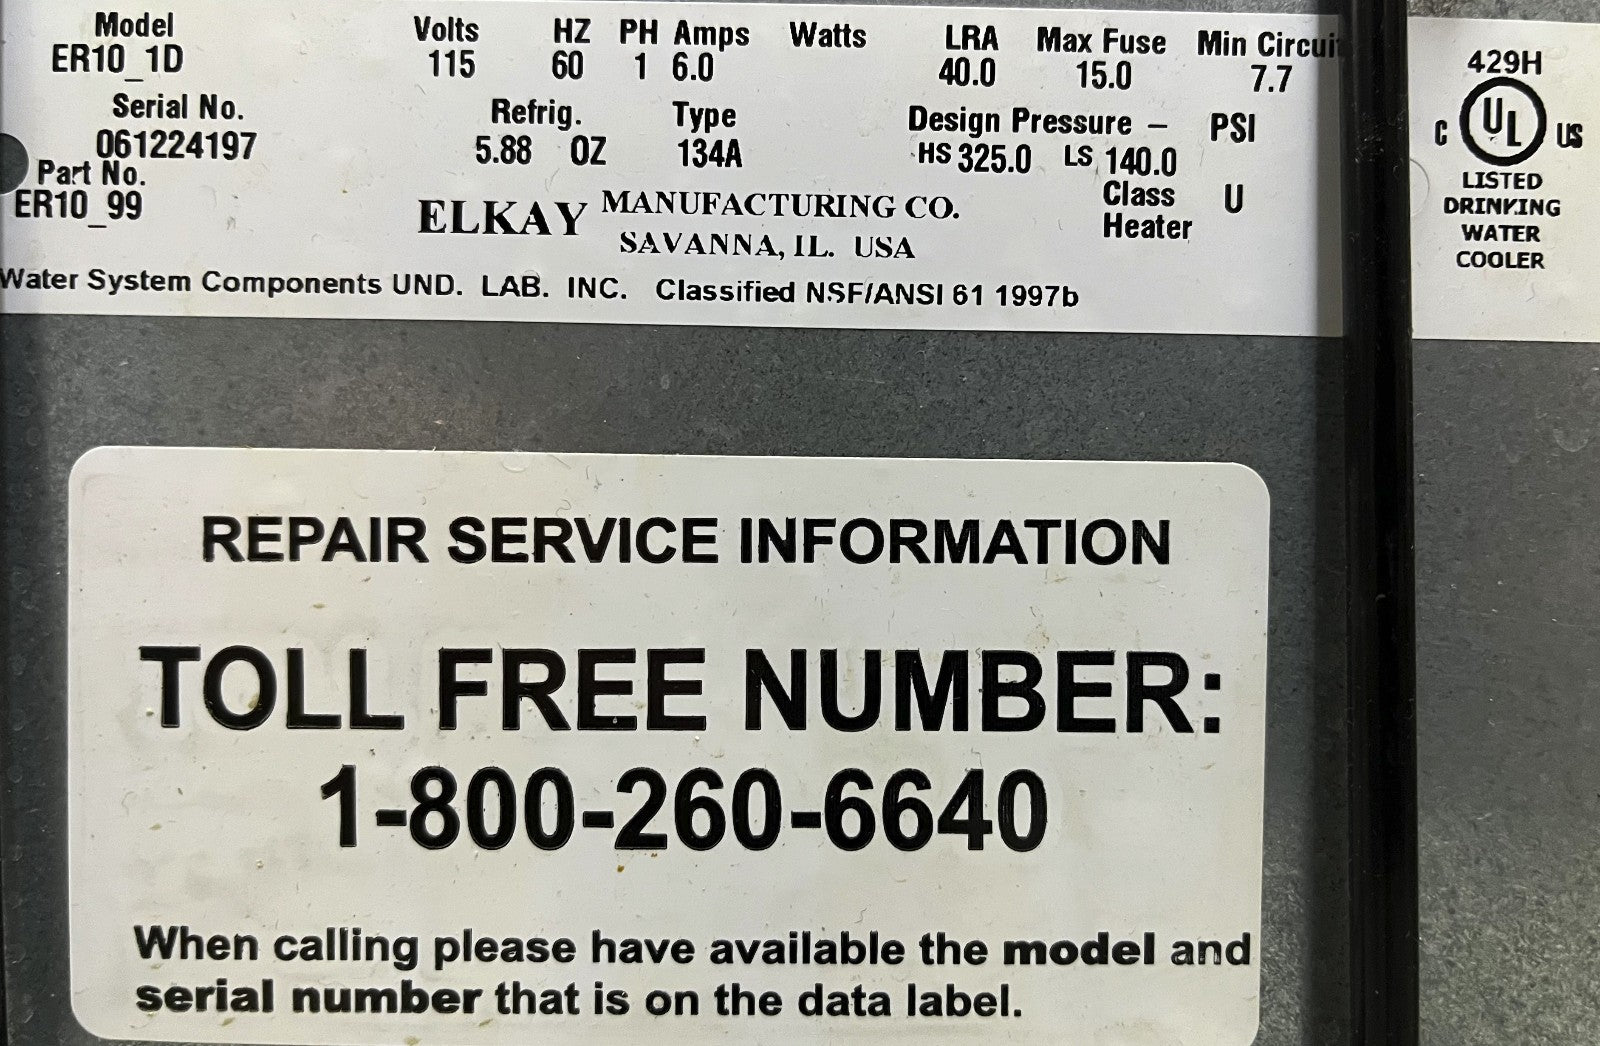 Model Volts HZ PH Amps Watts LRA Max Fuse Min Circui
ER10_1D 115 60 1 6.0 40.0 15.0 7.7
Serial No. Refrig. Type Design Pressure – PSI
061224197 5.88 OZ 134A HS 325.0 LS 140.0
Part No. Class U
ER10_99 Heater
ELKAY MANUFACTURING CO.
SAVANNA, IL. USA
Water System Components UND. LAB. INC. Classified NSF/ANSI 61 1997b
429H
C UL US
LISTED
DRINKING
WATER
COOLER
REPAIR SERVICE INFORMATION
TOLL FREE NUMBER:
1-800-260-6640
When calling please have available the model and
serial number that is on the data label.